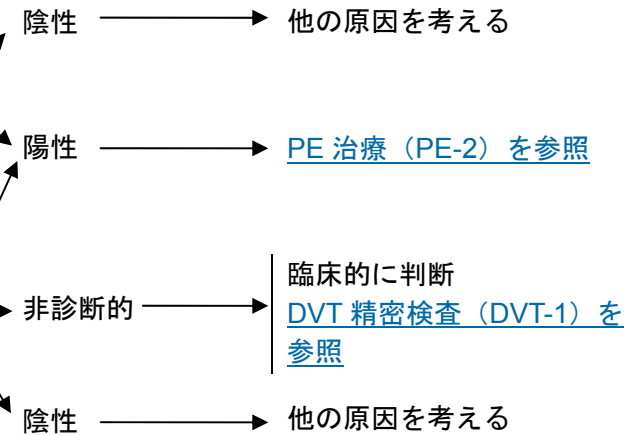 陰性 他の原因を考える
陽性 PE 治療（PE-2）を参照
臨床的に判断
非診断的 DVT 精密検査（DVT-1）を
参照
陰性 他の原因を考える